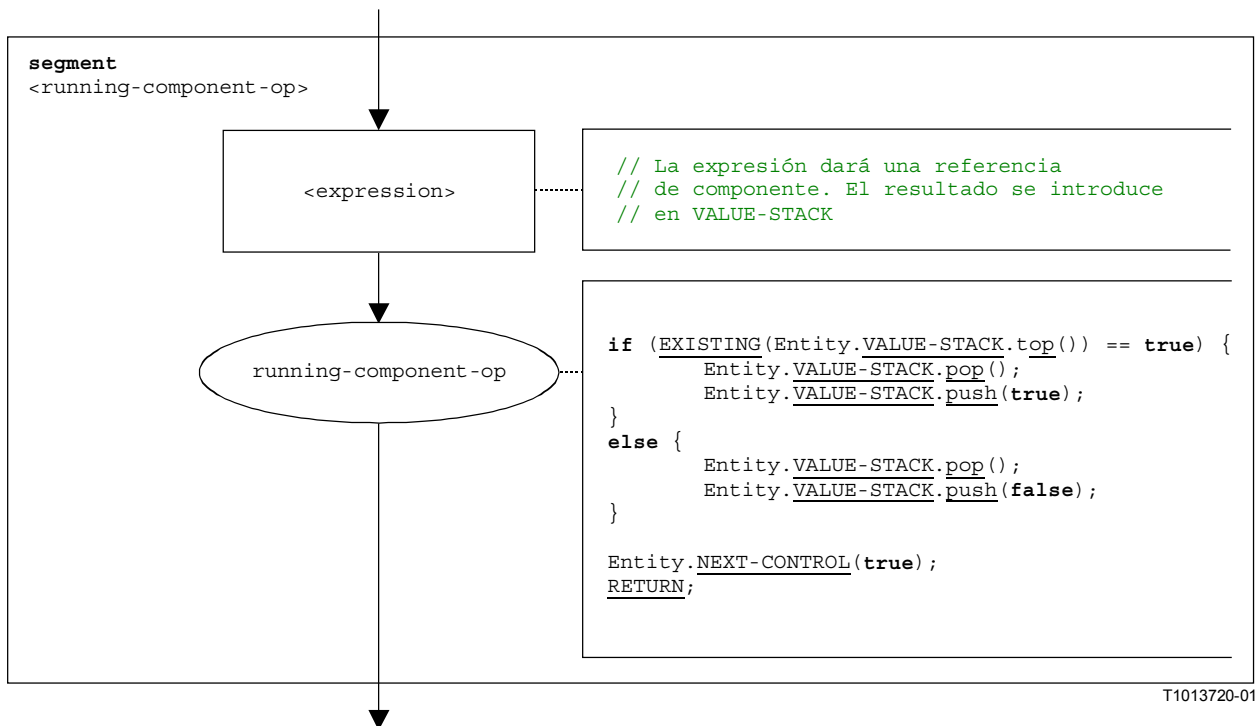 segment
<running-component-op>
<expression>
// La expresión dará una referencia
// de componente. El resultado se introduce
// en VALUE-STACK
running-component-op
if (EXISTING(Entity.VALUE-STACK.top()) == true) {
Entity.VALUE-STACK.pop();
Entity.VALUE-STACK.push(true);
}
else {
Entity.VALUE-STACK.pop();
Entity.VALUE-STACK.push(false);
}
Entity.NEXT-CONTROL(true);
RETURN;
T1013720-01